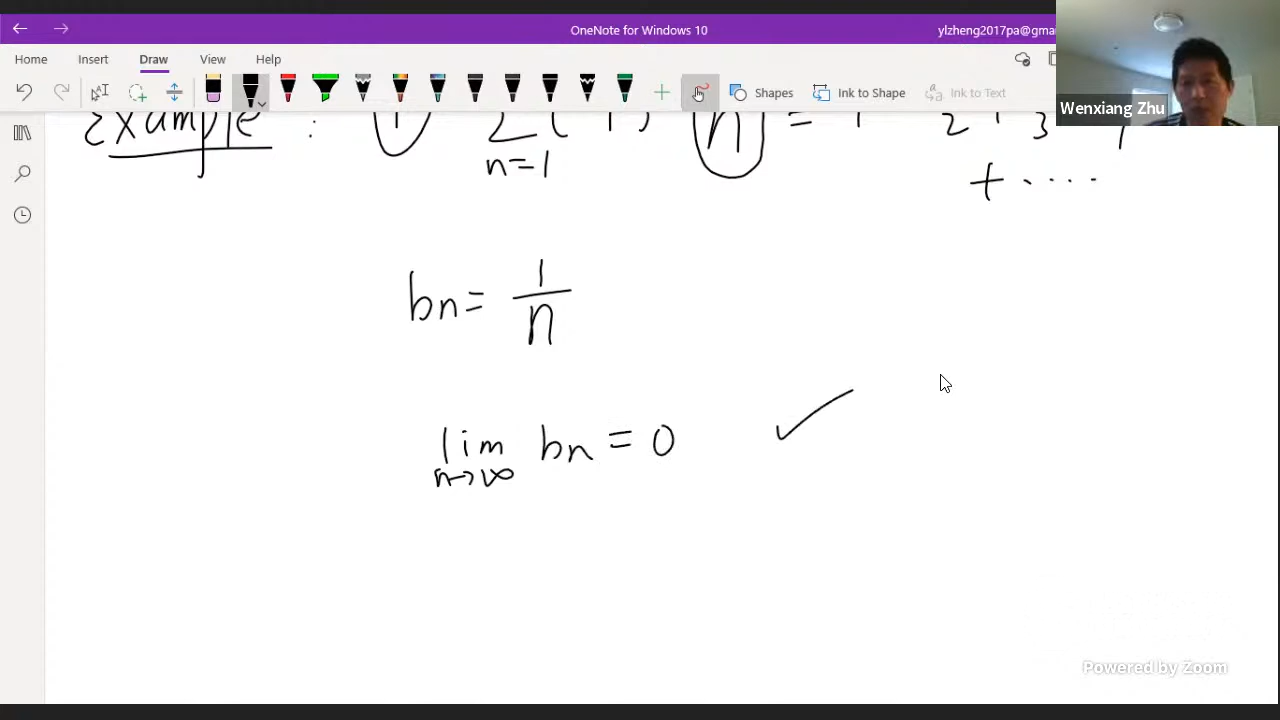 OneNote for Windows 10
ylzheng2017pa@gma
Home Insert Draw View Help
Shapes Ink to Shape Ink to Text
Wenxiang Zhu
Example :
n=1
+ ....
bn = 1/n
lim bn = 0 ✓
n→∞
Powered by Zoom